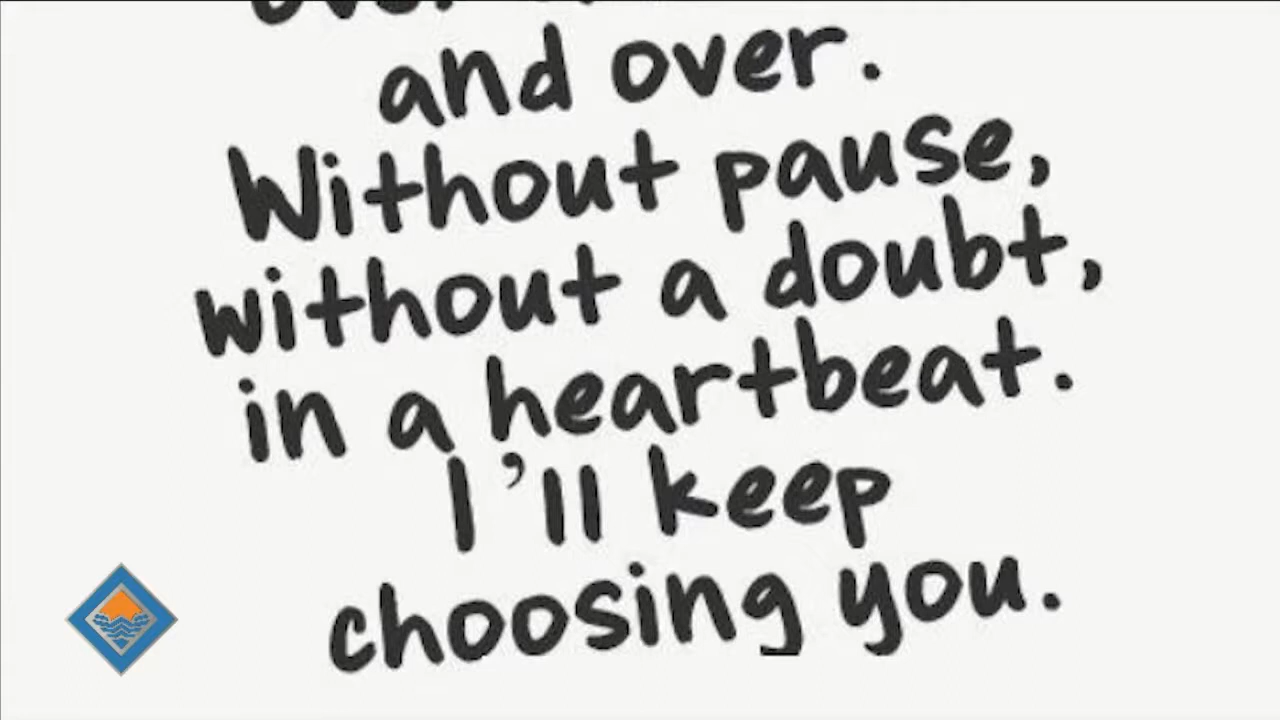 and over.
Without pause,
without a doubt,
in a heartbeat.
I'll keep
choosing you.